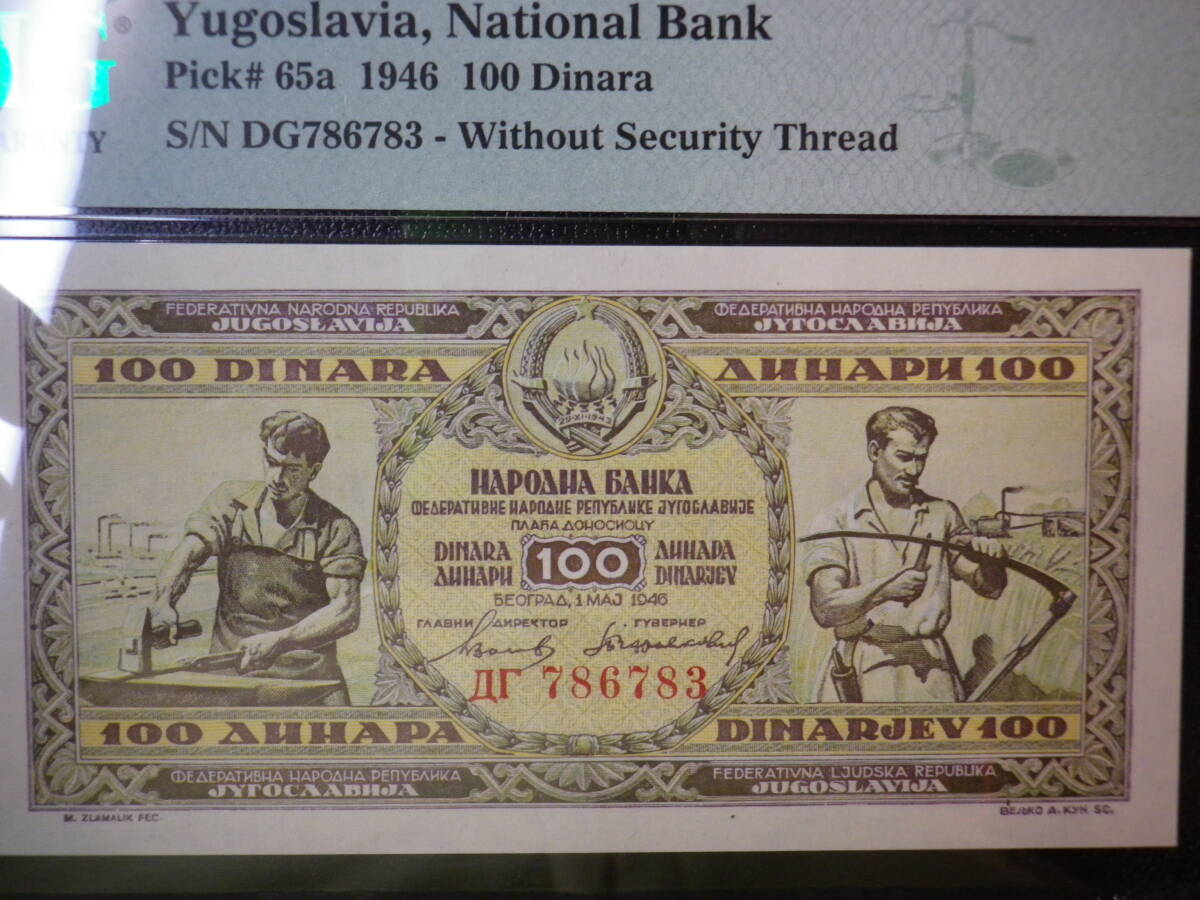 Yugoslavia, National Bank
Pick# 65a 1946 100 Dinara
S/N DG786783 - Without Security Thread
FEDERATIVNA NARODNA REPUBLIKA
JUGOSLAVIJA
ФЕДЕРАТИВНА НАРОДНА РЕПУБЛИКА
ЈУГОСЛАВИЈА
100 DINARA
ДИНАРИ 100
29·XI·1943
НАРОДНА БАНКА
ФЕДЕРАТИВНЕ НАРОДНЕ РЕПУБЛИКЕ ЈУГОСЛАВИЈЕ
ПЛАЋА ДОНОСИОЦУ
DINARA 100 ДИНАРА
ДИНАРИ DINARJEV
БЕОГРАД, 1 МАЈ 1946
ГЛАВНИ ДИРЕКТОР ГУВЕРНЕР
ДГ 786783
100 ДИНАРА
DINARJEV 100
ФЕДЕРАТИВНА НАРОДНА РЕПУБЛИКА
ЈУГОСЛАВИЈА
FEDERATIVNA LJUDSKA REPUBLIKA
JUGOSLAVIJA
M. ZLAMALIK FEC.